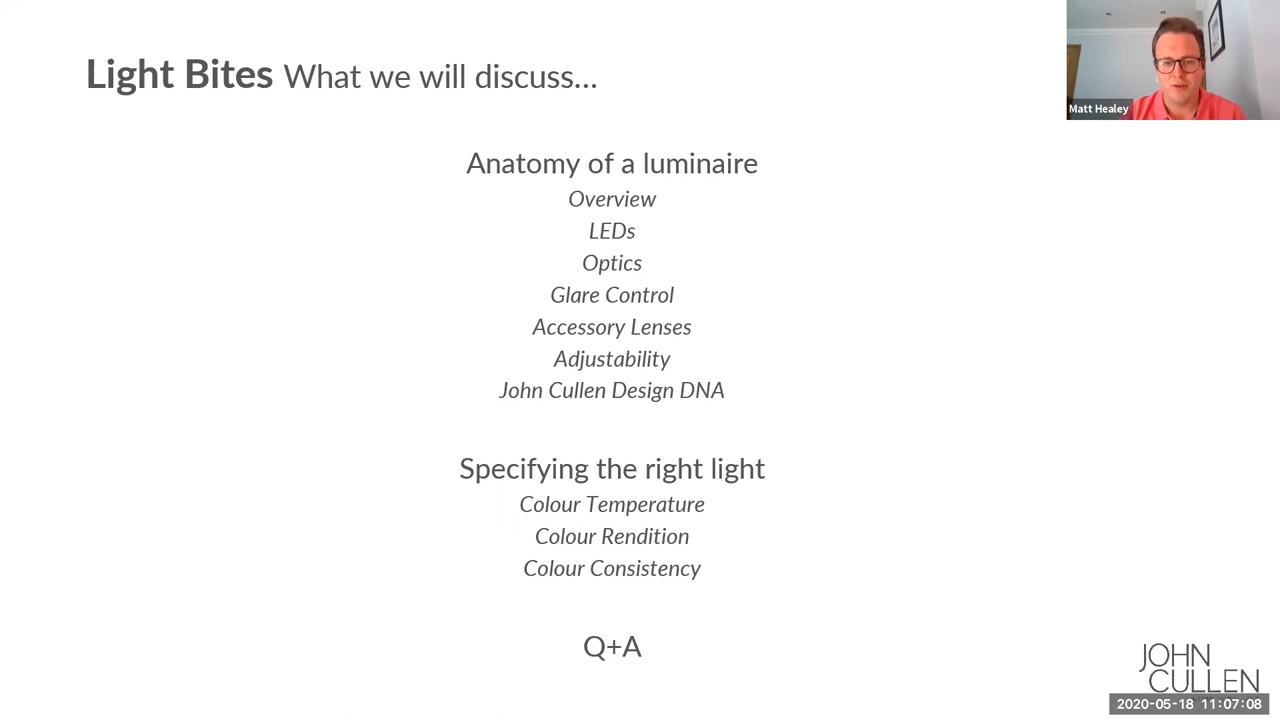 Light Bites What we will discuss...
Matt Healey
Anatomy of a luminaire
Overview
LEDs
Optics
Glare Control
Accessory Lenses
Adjustability
John Cullen Design DNA
Specifying the right light
Colour Temperature
Colour Rendition
Colour Consistency
Q+A
JOHN
CULLEN
2020-05-18 11:07:08